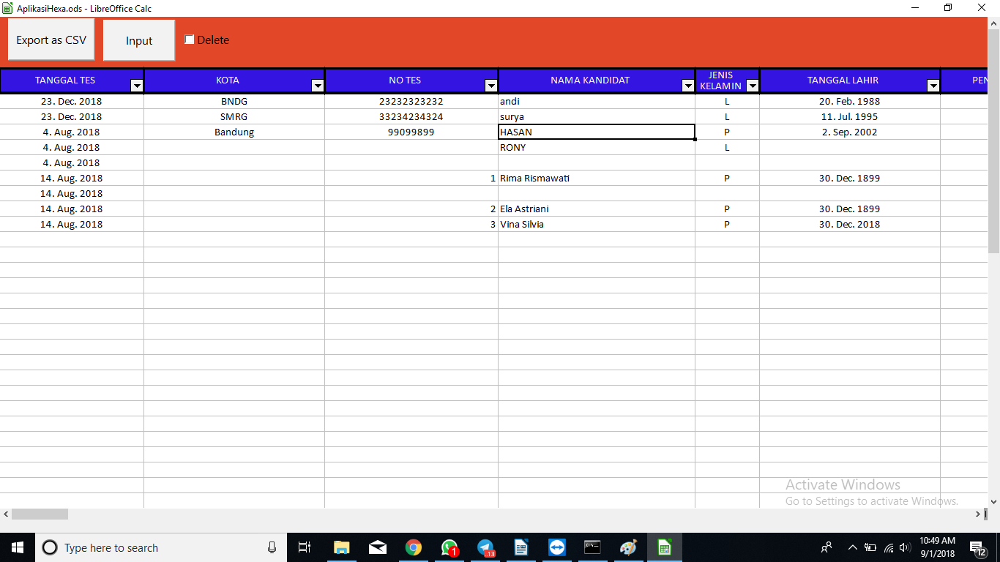 AplikasiHexa.ods - LibreOffice Calc
Export as CSV Input Delete
TANGGAL TES KOTA NO TES NAMA KANDIDAT JENIS KELAMIN TANGGAL LAHIR PEN
23. Dec. 2018 BNDG 23232323232 andi L 20. Feb. 1988
23. Dec. 2018 SMRG 33234234324 surya L 11. Jul. 1995
4. Aug. 2018 Bandung 99099899 HASAN P 2. Sep. 2002
4. Aug. 2018 RONY L
4. Aug. 2018
14. Aug. 2018 1 Rima Rismawati P 30. Dec. 1899
14. Aug. 2018
14. Aug. 2018 2 Ela Astriani P 30. Dec. 1899
14. Aug. 2018 3 Vina Silvia P 30. Dec. 2018
Activate Windows
Go to Settings to activate Windows.
Type here to search 1 13 10:49 AM
9/1/2018 12